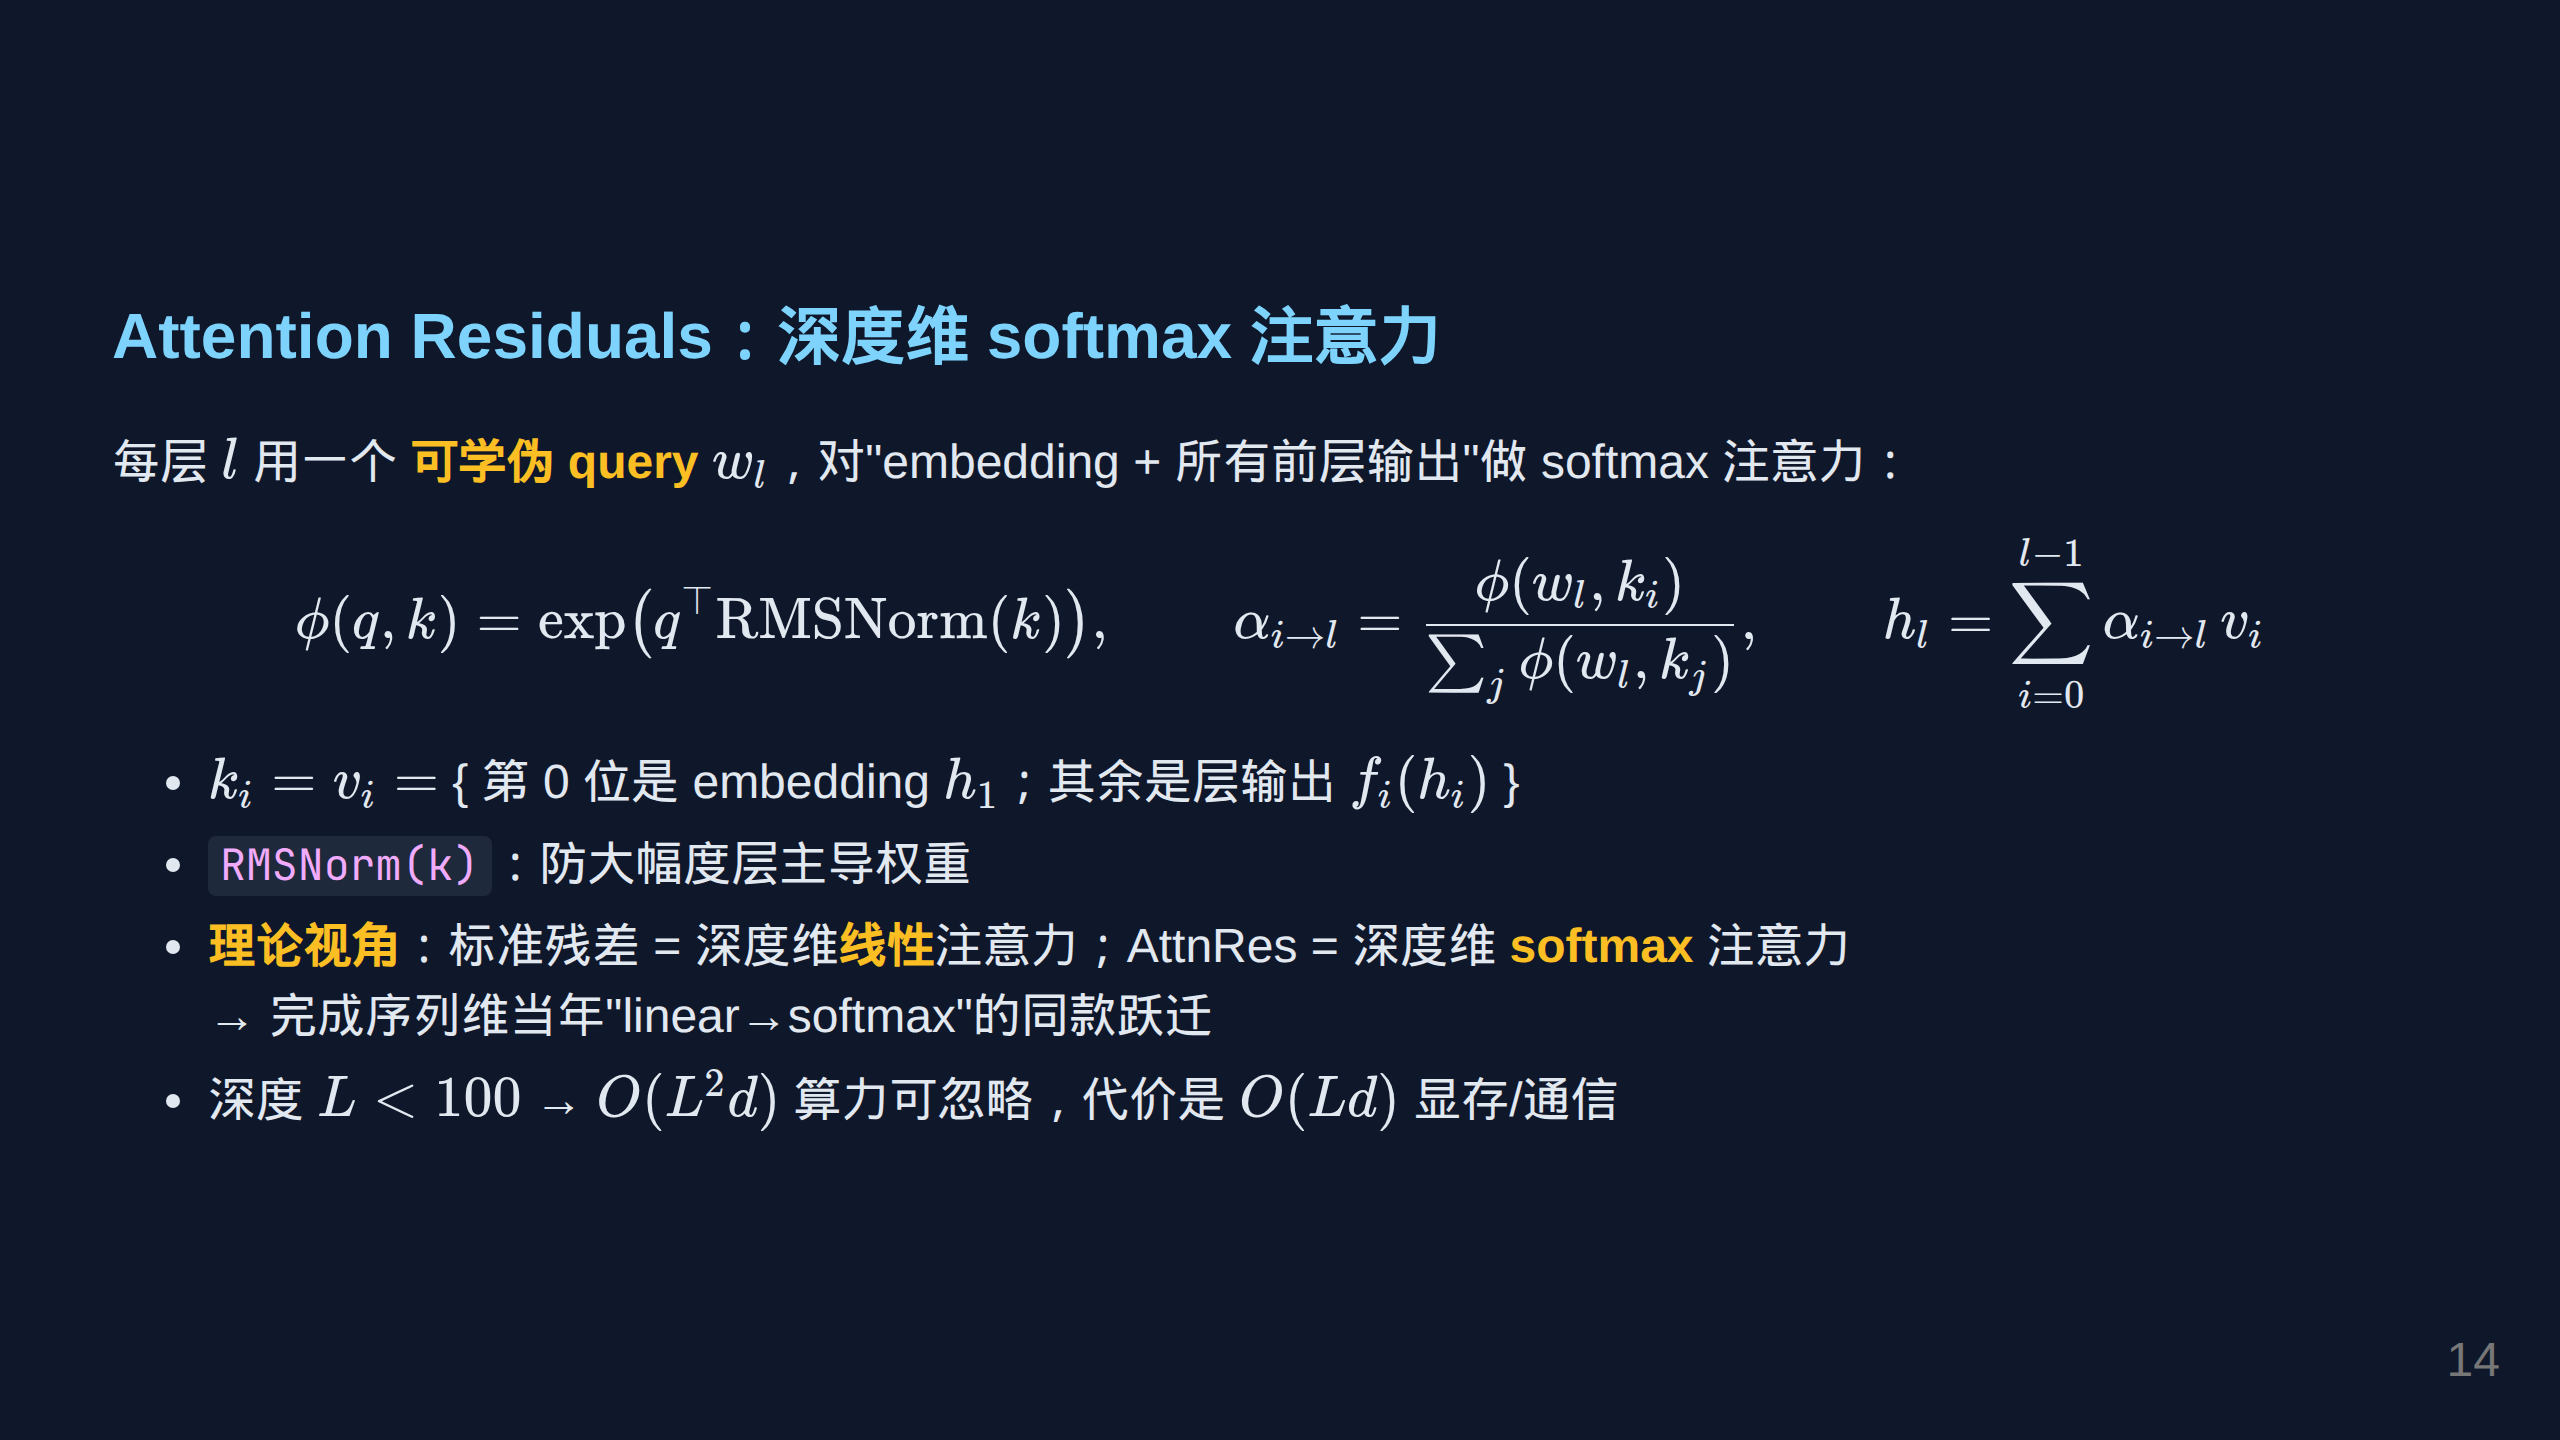 Attention Residuals：深度维 softmax 注意力
每层 l 用一个 可学伪 query w_l，对"embedding + 所有前层输出"做 softmax 注意力：
ϕ(q, k) = exp(q^⊤RMSNorm(k)), α_{i→l} = ϕ(w_l, k_i) / ∑_j ϕ(w_l, k_j), h_l = ∑_{i=0}^{l−1} α_{i→l} v_i
• k_i = v_i = { 第 0 位是 embedding h_1；其余是层输出 f_i(h_i) }
• RMSNorm(k)：防大幅度层主导权重
• 理论视角：标准残差 = 深度维线性注意力；AttnRes = 深度维 softmax 注意力
→ 完成序列维当年"linear→softmax"的同款跃迁
• 深度 L < 100 → O(L²d) 算力可忽略，代价是 O(Ld) 显存/通信
14